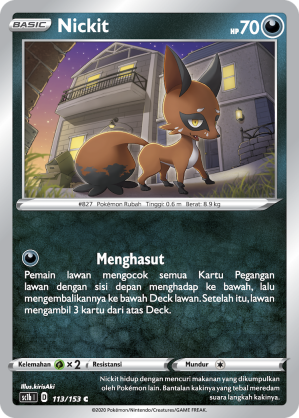 BASIC Nickit HP 70
#827 Pokémon Rubah Tinggi: 0.6 m Berat: 8.9 kg
Menghasut
Pemain lawan mengocok semua Kartu Pegangan
lawan dengan sisi depan menghadap ke bawah, lalu
mengembalikannya ke bawah Deck lawan. Setelah itu, lawan
mengambil 3 kartu dari atas Deck.
Kelemahan ×2 Resistansi Mundur
Illus.kirisAki
sc1b I D 113/153 C
Nickit hidup dengan mencuri makanan yang dikumpulkan Pokémon lain.
Bantalan kakinya yang tebal meredam
suara langkah kakinya.
©2020 Pokémon/Nintendo/Creatures/GAME FREAK.